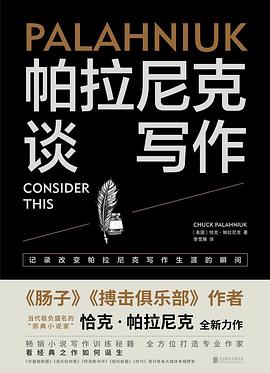 PALAHNIUK
帕拉尼克
谈 写作
CONSIDER
THIS
CHUCK PALAHNIUK
[美国] 恰克·帕拉尼克 著
李雪雁 译
记录改变帕拉尼克写作生涯的瞬间
《肠子》《搏击俱乐部》作者
当代极负盛名的
“邪典小说家”
恰克·帕拉尼克 全新力作
畅销小说写作训练秘籍 全方位打造专业作家
看经典之作如何诞生